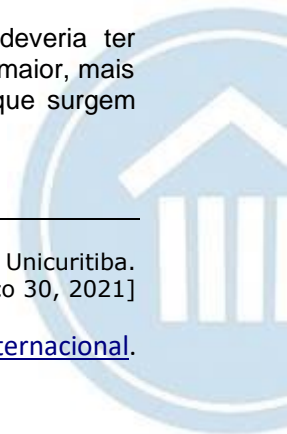 deveria ter
maior, mais
que surgem
Unicuritiba.
o 30, 2021]
ternacional.